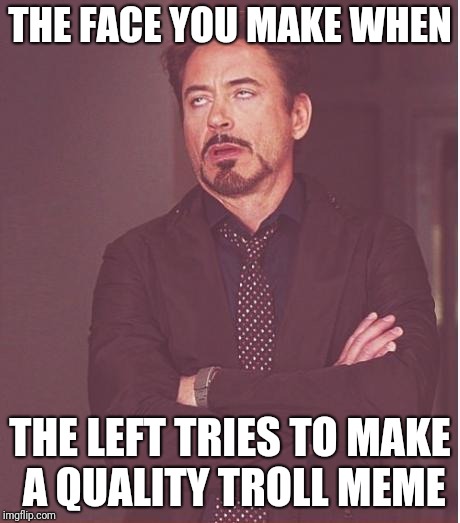 THE FACE YOU MAKE WHEN
THE LEFT TRIES TO MAKE
A QUALITY TROLL MEME
imgflip.com